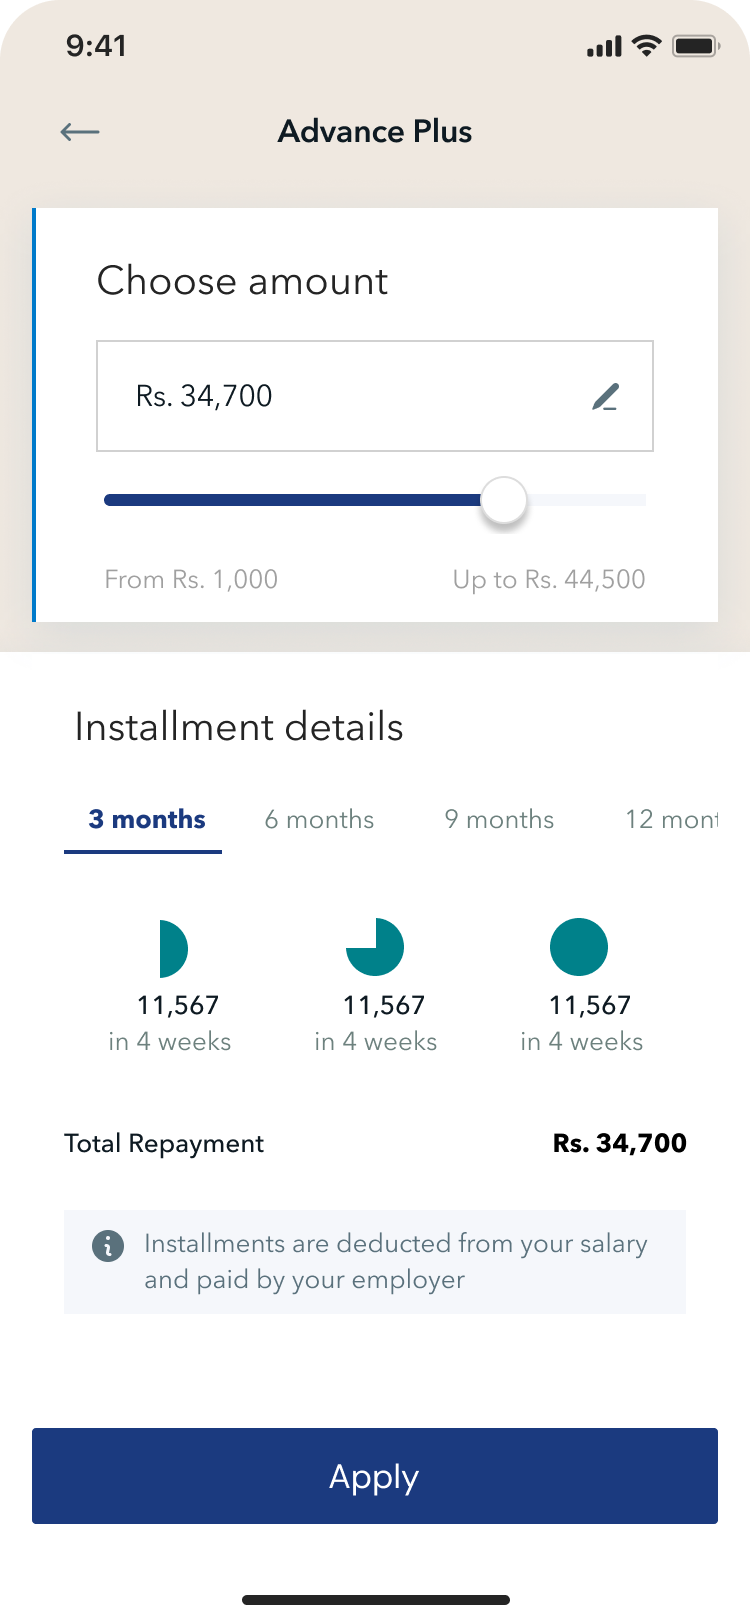 9:41
Advance Plus
Choose amount
Rs. 34,700
From Rs. 1,000 Up to Rs. 44,500
Installment details
3 months 6 months 9 months 12 mont
11,567 11,567 11,567
in 4 weeks in 4 weeks in 4 weeks
Total Repayment Rs. 34,700
Installments are deducted from your salary
and paid by your employer
Apply